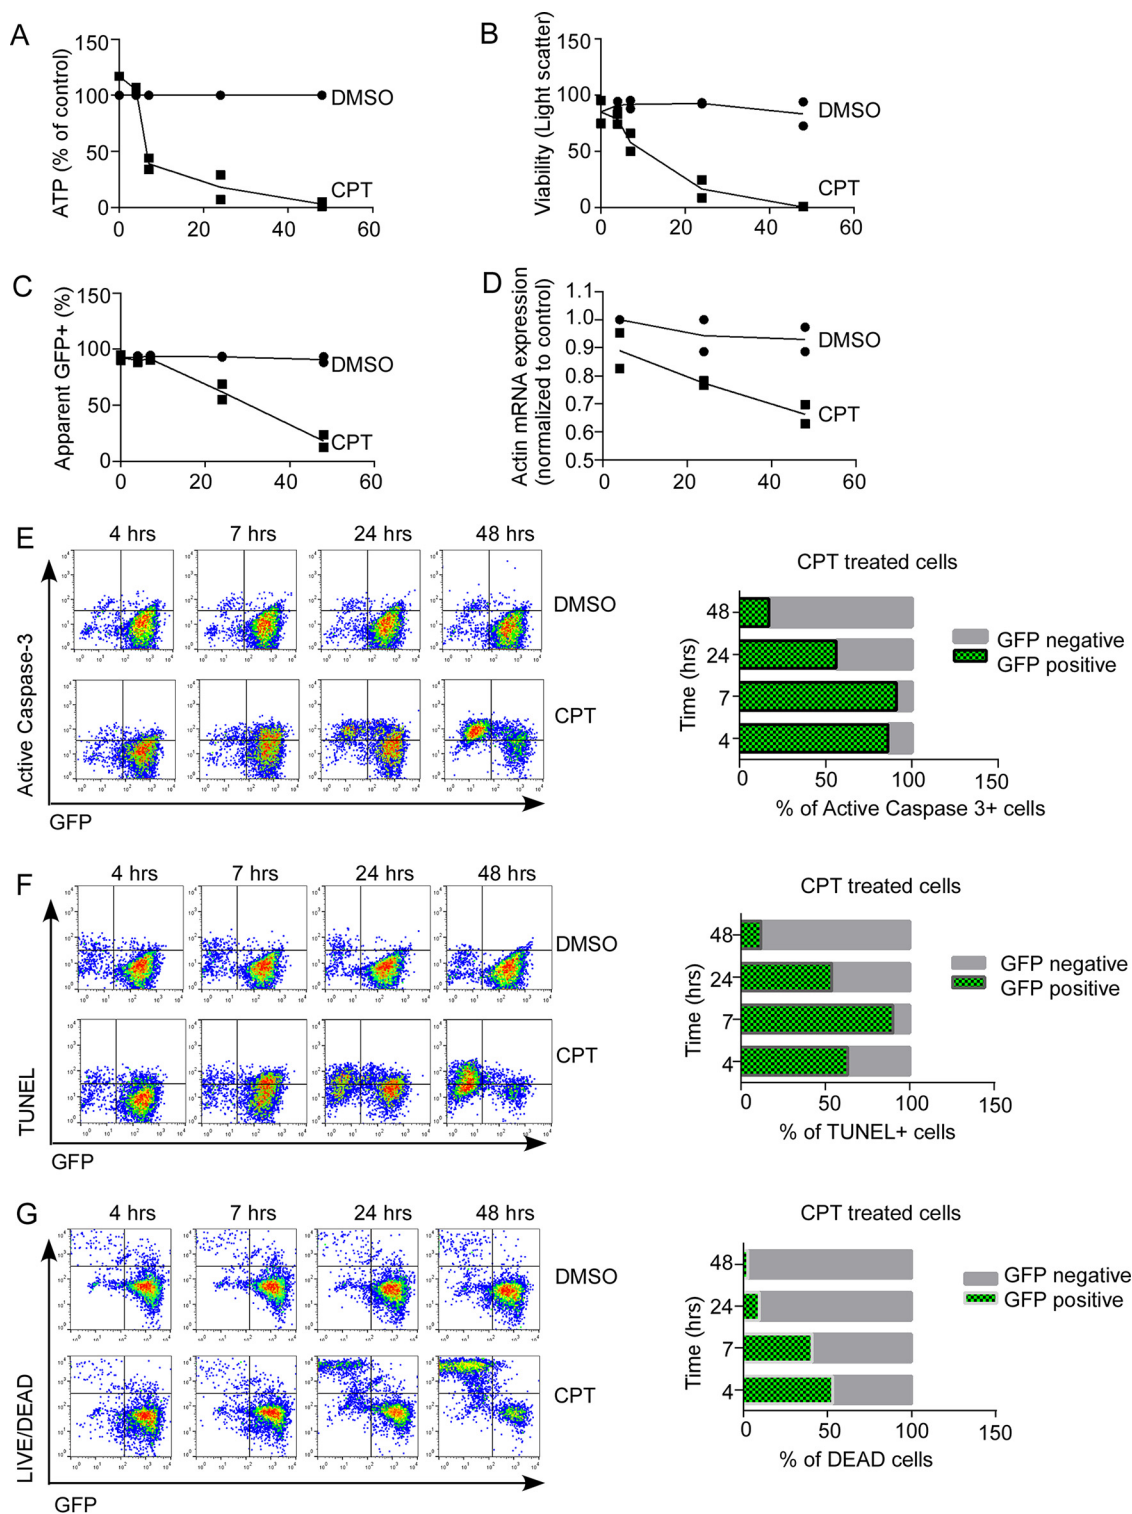 A
ATP (% of control)
150
100
50
0
0 20 40 60
DMSO
CPT
B
Viability (Light scatter)
150
100
50
0
0 20 40 60
DMSO
CPT
C
Apparent GFP+ (%)
150
100
50
0
0 20 40 60
DMSO
CPT
D
Actin mRNA expression
(normalized to control)
1.1
1.0
0.9
0.8
0.7
0.6
0.5
0 20 40 60
DMSO
CPT
E
4 hrs 7 hrs 24 hrs 48 hrs
DMSO
CPT
Active Caspase-3
GFP
CPT treated cells
Time (hrs)
48
24
7
4
0 50 100 150
% of Active Caspase 3+ cells
GFP negative
GFP positive
F
4 hrs 7 hrs 24 hrs 48 hrs
DMSO
CPT
TUNEL
GFP
CPT treated cells
Time (hrs)
48
24
7
4
0 50 100 150
% of TUNEL+ cells
GFP negative
GFP positive
G
4 hrs 7 hrs 24 hrs 48 hrs
DMSO
CPT
LIVE/DEAD
GFP
CPT treated cells
Time (hrs)
48
24
7
4
0 50 100 150
% of DEAD cells
GFP negative
GFP positive